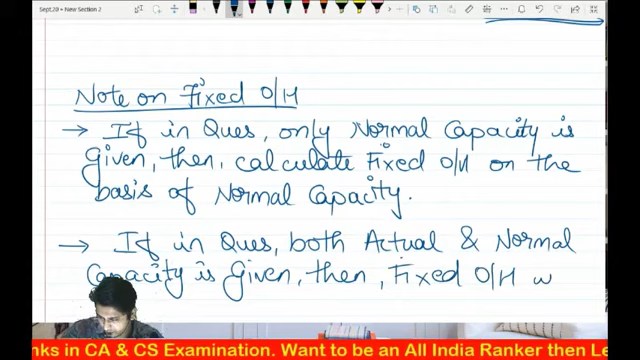 Sept.20 New Section 2
Note on Fixed O/H
→ If in Ques, only Normal Capacity is
given, then, calculate Fixed O/H on the
basis of Normal Capacity.
→ If in Ques, both Actual & Normal
Capacity is given, then, Fixed O/H w
nks in CA & CS Examination. Want to be an All India Ranker then Le